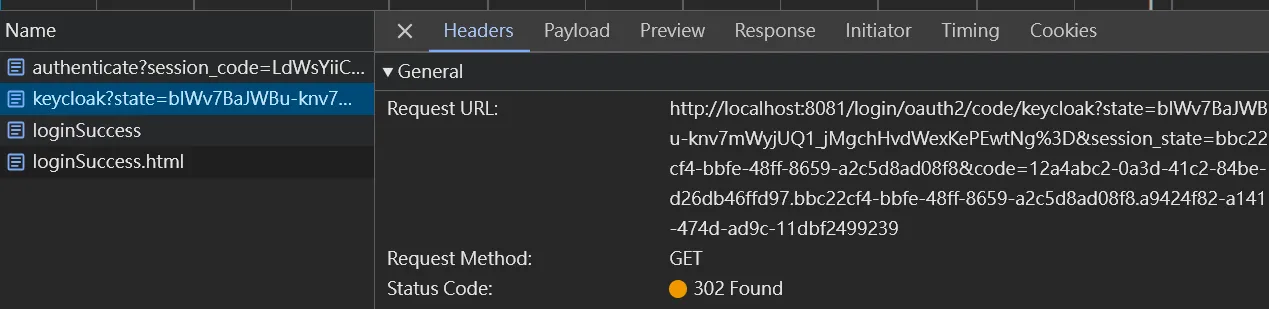 Name
Headers Payload Preview Response Initiator Timing Cookies
authenticate?session_code=LdWsYiiC...
General
keycloak?state=blWv7BaJWBu-knv7...
Request URL: http://localhost:8081/login/oauth2/code/keycloak?state=blWv7BaJWB
u-knv7mWyjUQ1_jMgchHvdWexKePEwtNg%3D&session_state=bbc22
loginSuccess
cf4-bbfe-48ff-8659-a2c5d8ad08f8&code=12a4abc2-0a3d-41c2-84be-
loginSuccess.html
d26db46ffd97.bbc22cf4-bbfe-48ff-8659-a2c5d8ad08f8.a9424f82-a141
-474d-ad9c-11dbf2499239
Request Method: GET
Status Code: 302 Found